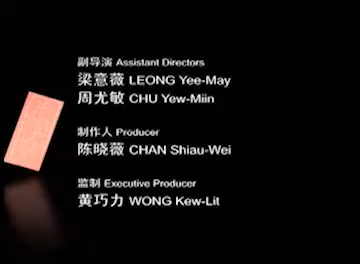 副导演 Assistant Directors
梁意薇 LEONG Yee-May
周尤敏 CHU Yew-Miin
制作人 Producer
陈晓薇 CHAN Shiau-Wei
监制 Executive Producer
黄巧力 WONG Kew-Lit